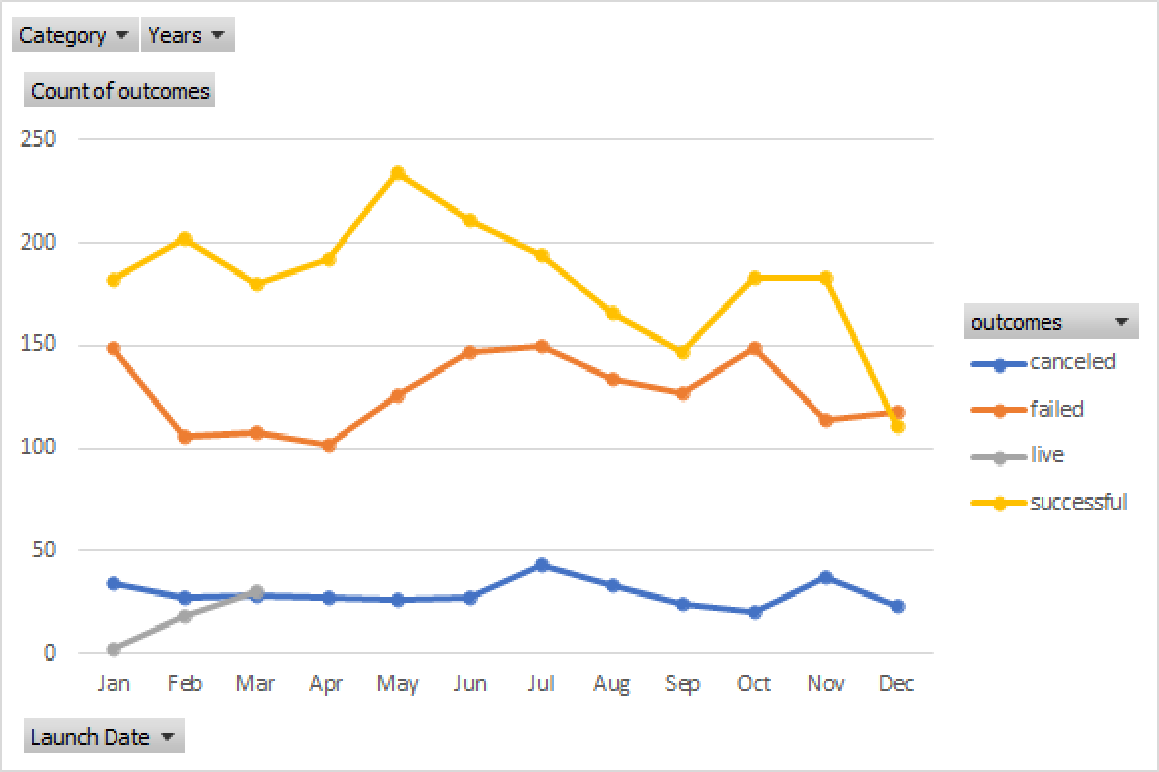 Category Years
Count of outcomes
250
200
150
100
50
0
Jan Feb Mar Apr May Jun Jul Aug Sep Oct Nov Dec
outcomes
canceled
failed
live
successful
Launch Date